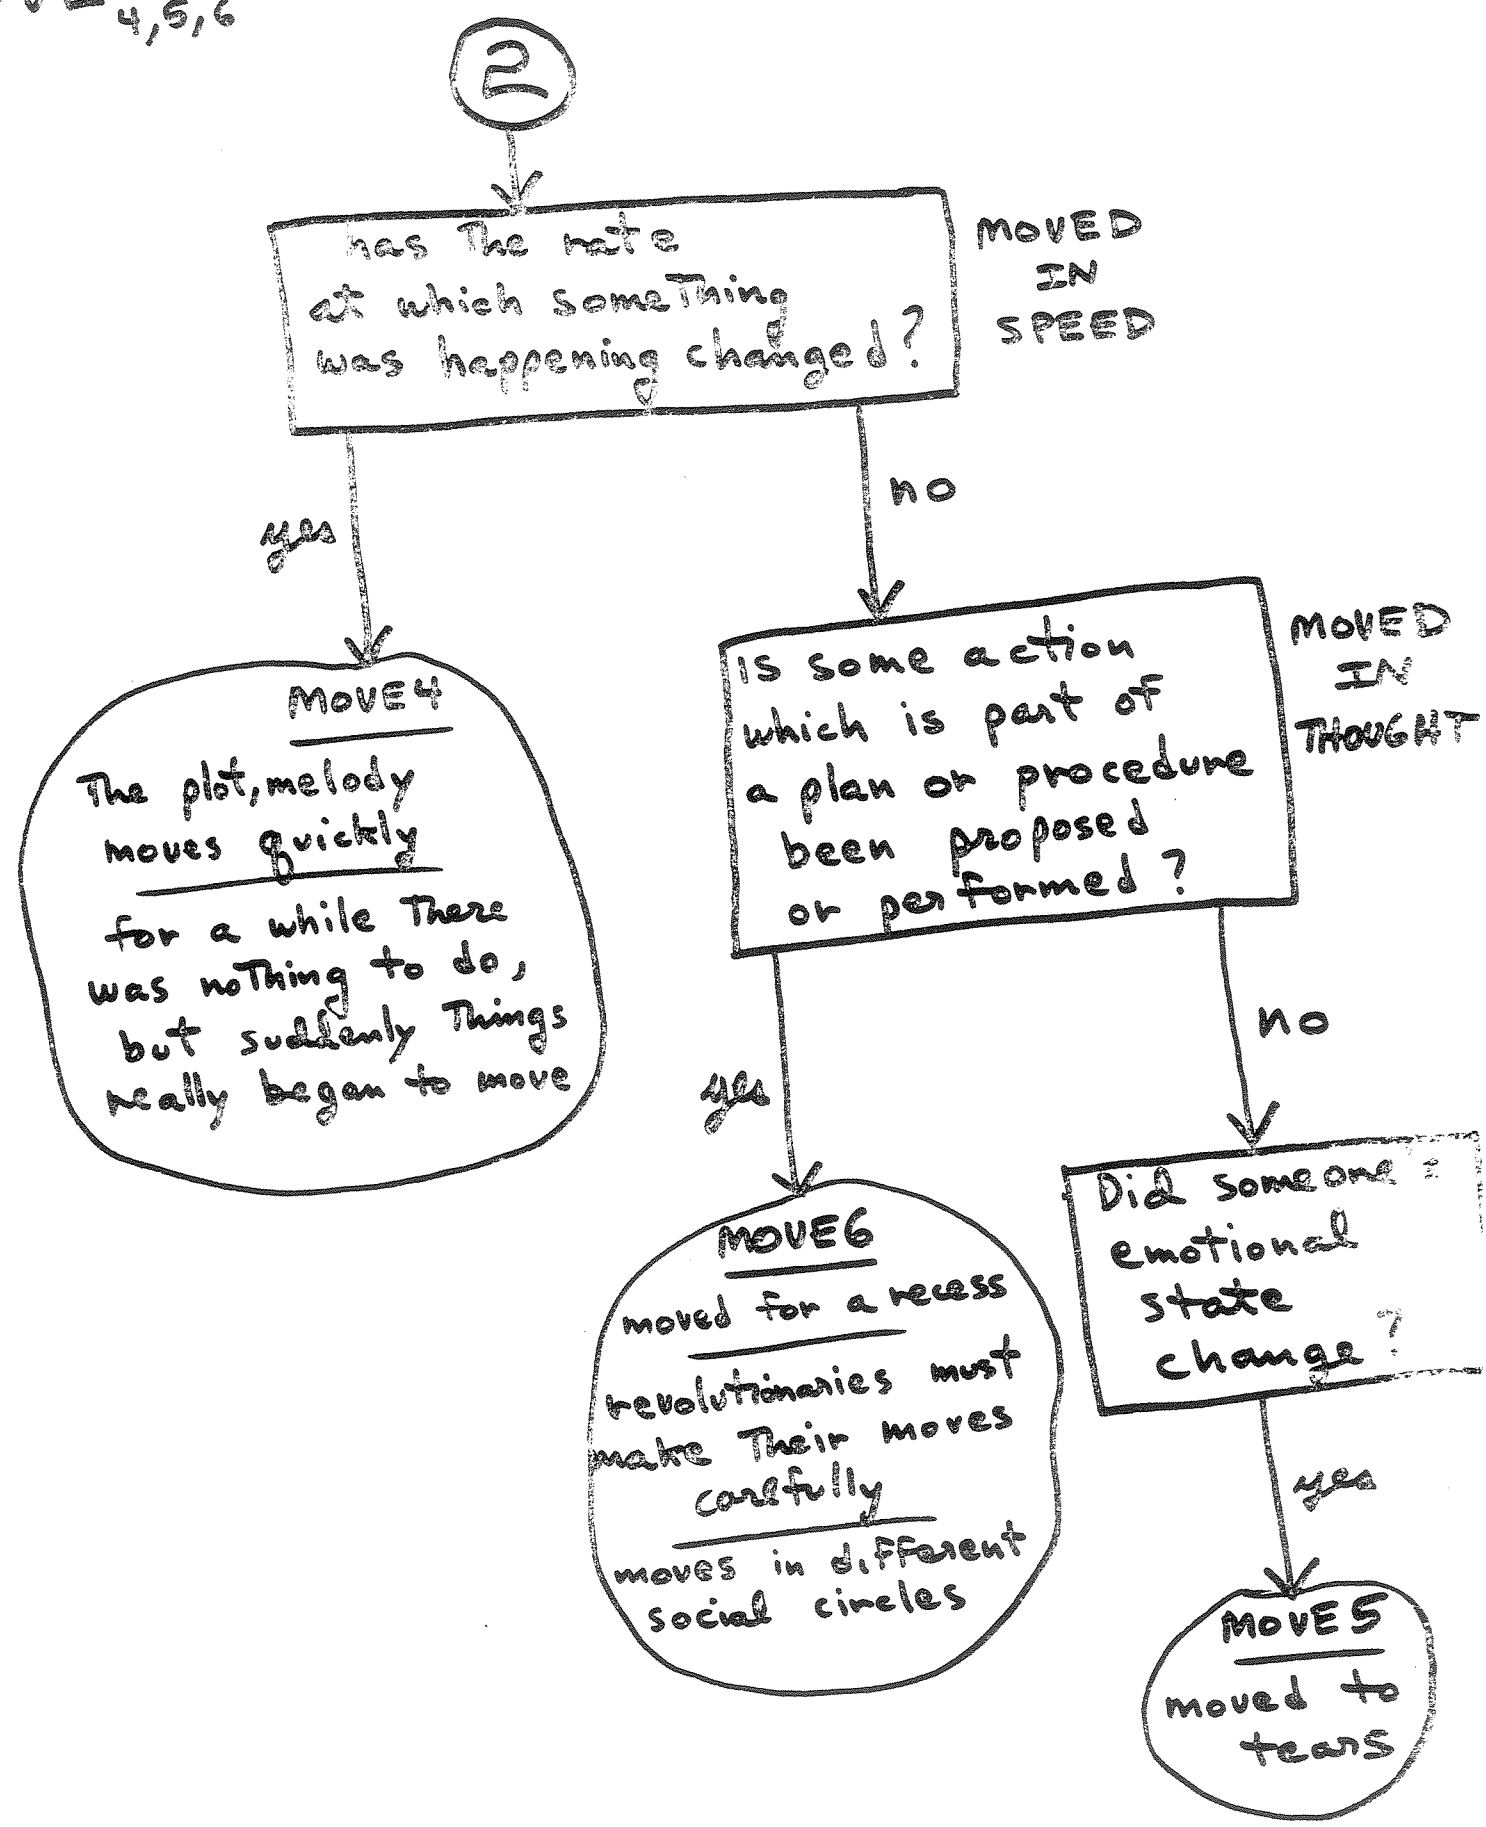 4,5,6
2
has the rate
at which something
was happening changed?
MOVED
IN
SPEED
yes
no
MOVE4
The plot, melody
moves quickly
for a while there
was nothing to do,
but suddenly things
really began to move
is some action
which is part of
a plan or procedure
been proposed
or performed?
MOVED
IN
THOUGHT
yes
no
MOVE6
moved for a recess
revolutionaries must
make their moves
carefully
moves in different
social circles
Did someone's
emotional
state
change?
yes
MOVE5
moved to
tears